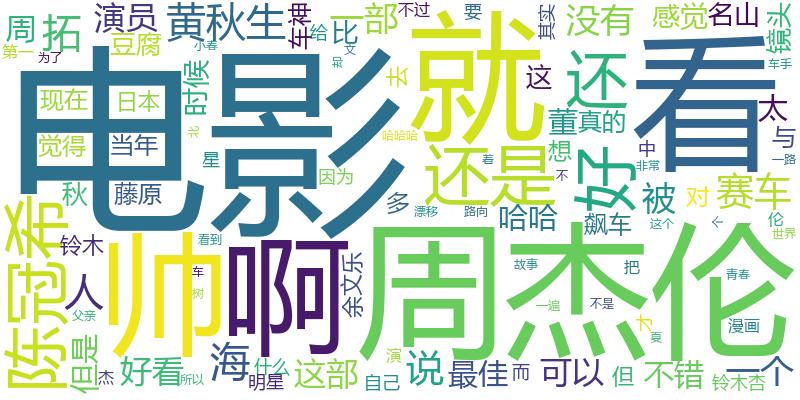 周
拓
演员
黄秋生
车神
一部
不过
给
比
要
其实
没有
感觉
名山
镜头
第一
为了
豆腐
小春
时候
文
去
就
这
还
看
车手
太
电影
现在
日本
觉得
当年
北
哈哈哈
还是
董
真的
与
一路
秋
藤原
星
因为
多
着
想
好
不
中
非常
被
对
赛车
陈冠希
铃木
人
帅
看到
啊
余文乐
漂移
路向
哈哈
飙车
这个
个
伦
世界
周杰伦
车
树
父亲
故事
一遍
把
不是
才
夏
青春
漫画
但是
杰
好看
所以
海
什么
明星
这部
演
自己
说
最佳
而
可以
但
不错
铃木杏
一个